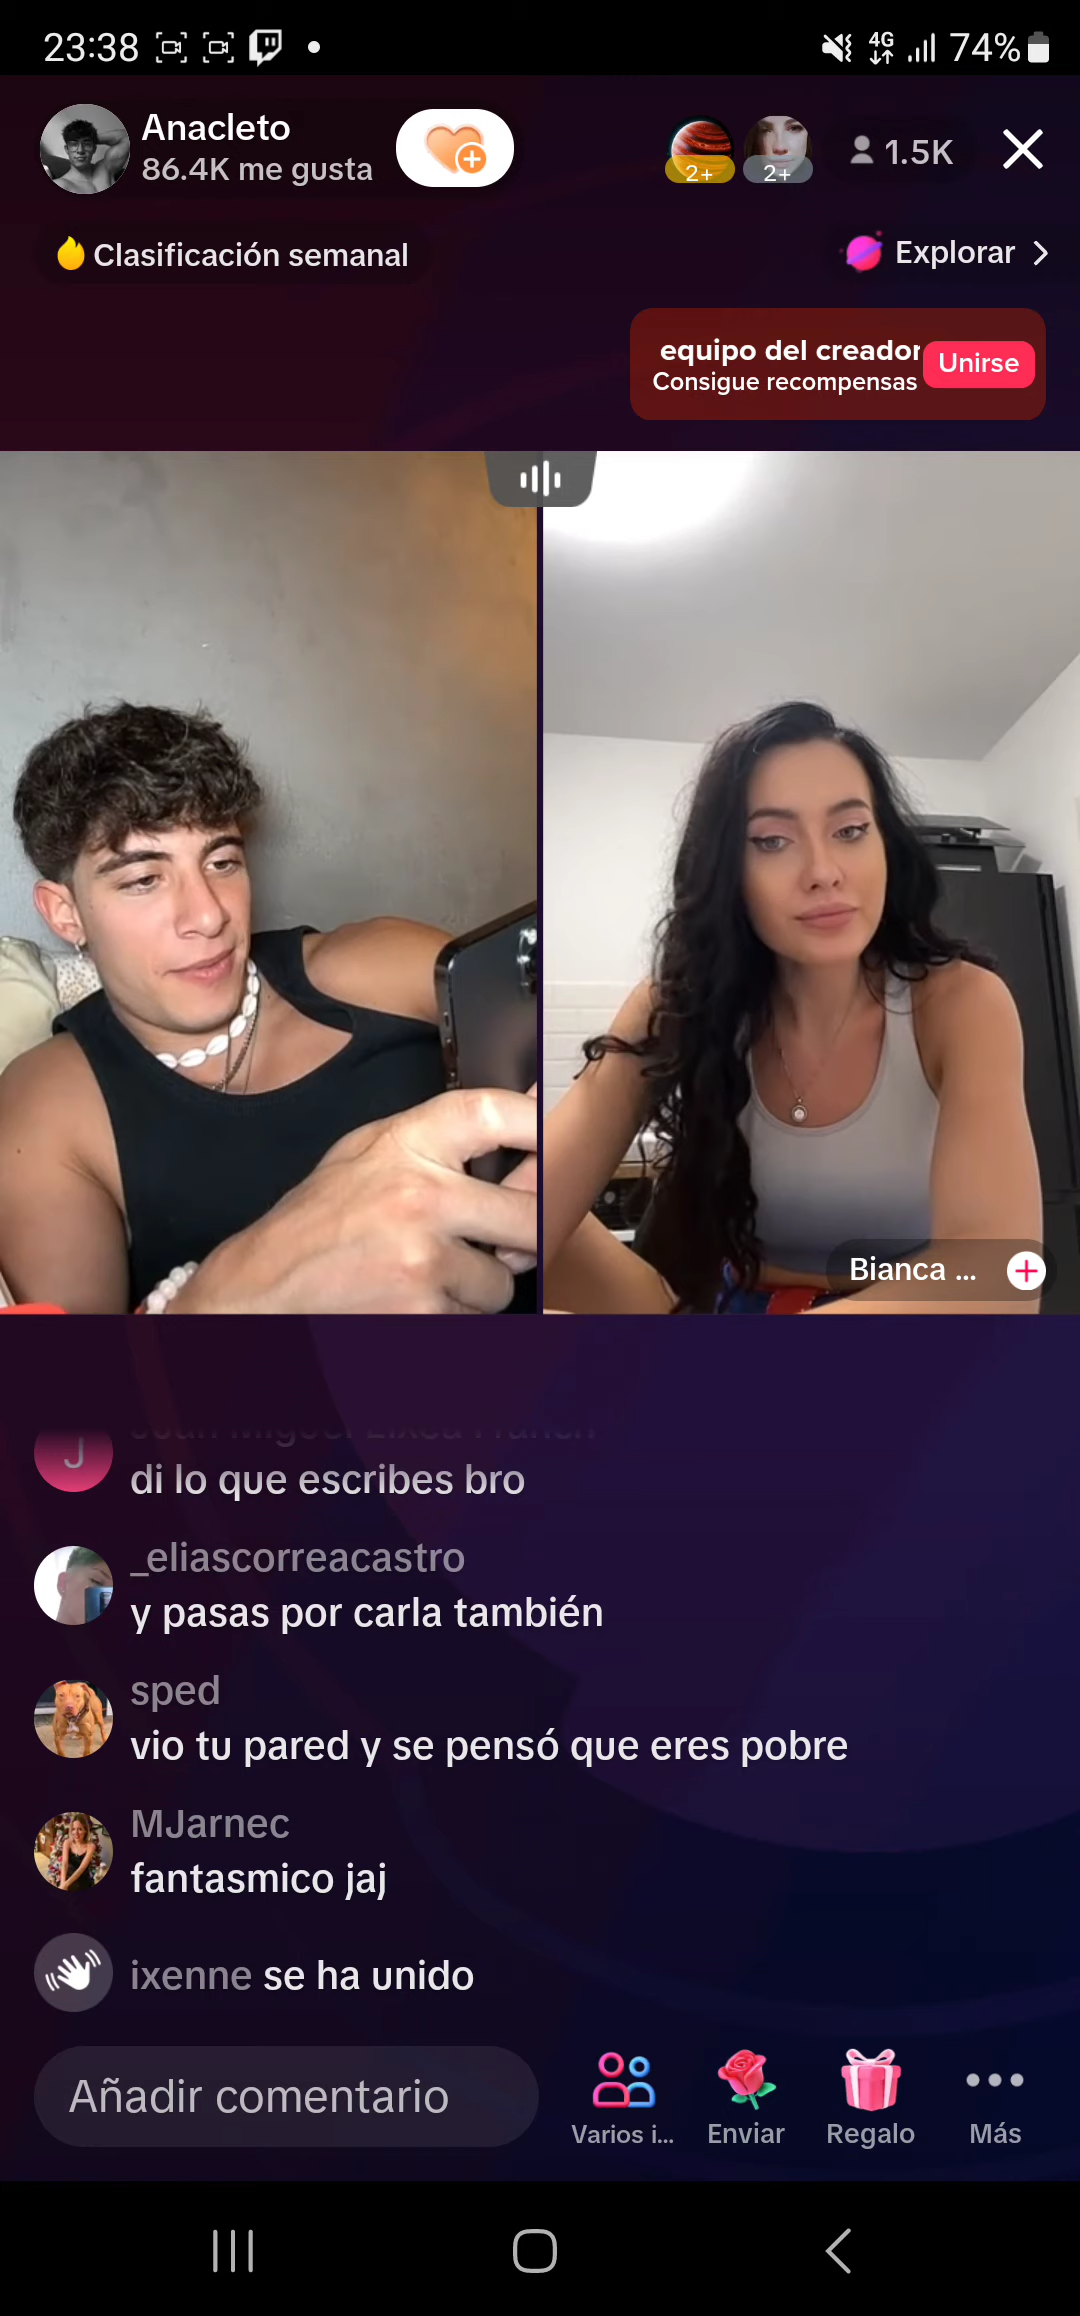 23:38
4G
74%
Anacleto
86.4K me gusta
2+
2+
1.5K
Clasificación semanal
Explorar
equipo del creador
Consigue recompensas
Unirse
Bianca ...
J
di lo que escribes bro
_eliascorreacastro
y pasas por carla también
sped
vio tu pared y se pensó que eres pobre
MJarnec
fantasmico jaj
ixenne se ha unido
Añadir comentario
Varios i...
Enviar
Regalo
Más